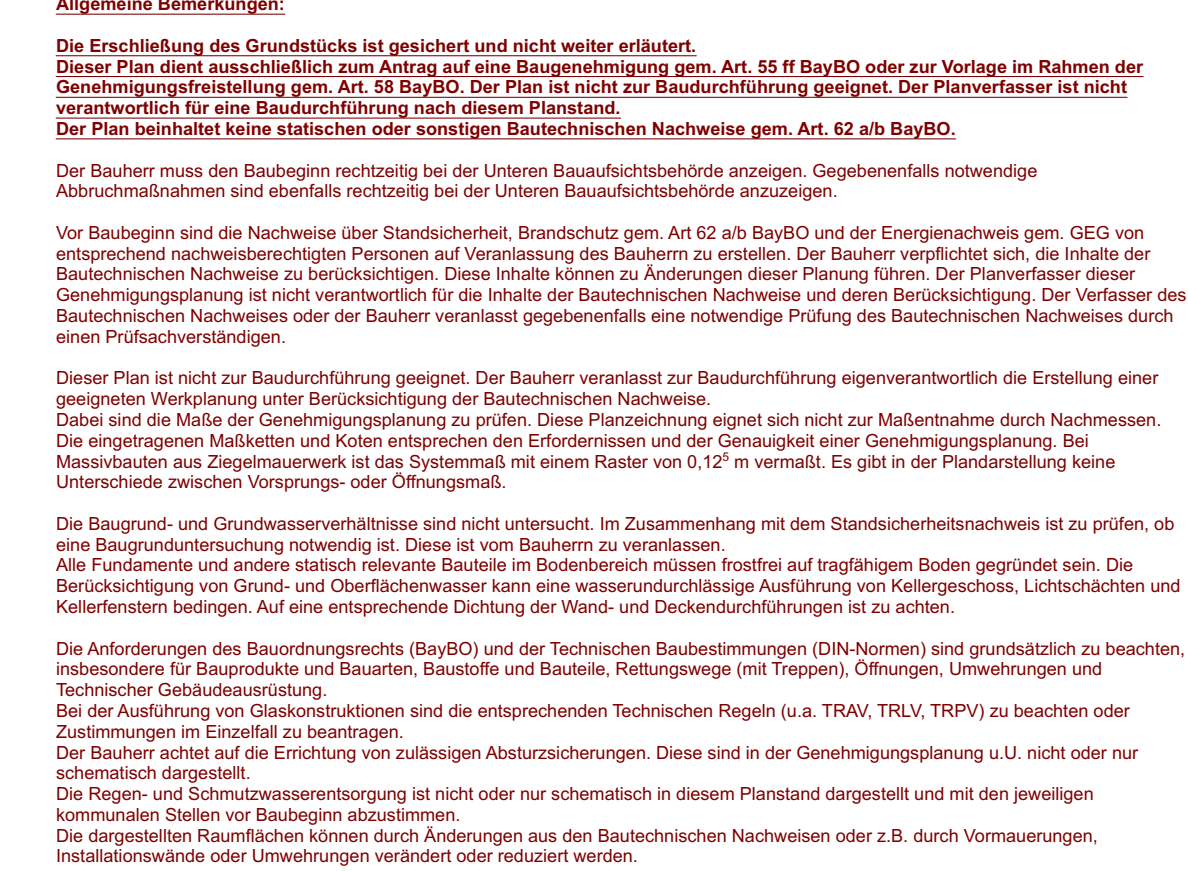 Allgemeine Bemerkungen:
Die Erschließung des Grundstücks ist gesichert und nicht weiter erläutert.
Dieser Plan dient ausschließlich zum Antrag auf eine Baugenehmigung gem. Art. 55 ff BayBO oder zur Vorlage im Rahmen der
Genehmigungsfreistellung gem. Art. 58 BayBO. Der Plan ist nicht zur Baudurchführung geeignet. Der Planverfasser ist nicht
verantwortlich für eine Baudurchführung nach diesem Planstand.
Der Plan beinhaltet keine statischen oder sonstigen Bautechnischen Nachweise gem. Art. 62 a/b BayBO.
Der Bauherr muss den Baubeginn rechtzeitig bei der Unteren Bauaufsichtsbehörde anzeigen. Gegebenenfalls notwendige
Abbruchmaßnahmen sind ebenfalls rechtzeitig bei der Unteren Bauaufsichtsbehörde anzuzeigen.
Vor Baubeginn sind die Nachweise über Standsicherheit, Brandschutz gem. Art 62 a/b BayBO und der Energienachweis gem. GEG von
entsprechend nachweisberechtigten Personen auf Veranlassung des Bauherrn zu erstellen. Der Bauherr verpflichtet sich, die Inhalte der
Bautechnischen Nachweise zu berücksichtigen. Diese Inhalte können zu Änderungen dieser Planung führen. Der Planverfasser dieser
Genehmigungsplanung ist nicht verantwortlich für die Inhalte der Bautechnischen Nachweise und deren Berücksichtigung. Der Verfasser des
Bautechnischen Nachweises oder der Bauherr veranlasst gegebenenfalls eine notwendige Prüfung des Bautechnischen Nachweises durch
einen Prüfsachverständigen.
Dieser Plan ist nicht zur Baudurchführung geeignet. Der Bauherr veranlasst zur Baudurchführung eigenverantwortlich die Erstellung einer
geeigneten Werkplanung unter Berücksichtigung der Bautechnischen Nachweise.
Dabei sind die Maße der Genehmigungsplanung zu prüfen. Diese Planzeichnung eignet sich nicht zur Maßentnahme durch Nachmessen.
Die eingetragenen Maßketten und Koten entsprechen den Erfordernissen und der Genauigkeit einer Genehmigungsplanung. Bei
Massivbauten aus Ziegelmauerwerk ist das Systemmaß mit einem Raster von 0,12⁵ m vermaßt. Es gibt in der Plandarstellung keine
Unterschiede zwischen Vorsprungs- oder Öffnungsmaß.
Die Baugrund- und Grundwasserverhältnisse sind nicht untersucht. Im Zusammenhang mit dem Standsicherheitsnachweis ist zu prüfen, ob
eine Baugrunduntersuchung notwendig ist. Diese ist vom Bauherrn zu veranlassen.
Alle Fundamente und andere statisch relevante Bauteile im Bodenbereich müssen frostfrei auf tragfähigem Boden gegründet sein. Die
Berücksichtigung von Grund- und Oberflächenwasser kann eine wasserundurchlässige Ausführung von Kellergeschoss, Lichtschächten und
Kellerfenstern bedingen. Auf eine entsprechende Dichtung der Wand- und Deckendurchführungen ist zu achten.
Die Anforderungen des Bauordnungsrechts (BayBO) und der Technischen Baubestimmungen (DIN-Normen) sind grundsätzlich zu beachten,
insbesondere für Bauprodukte und Bauarten, Baustoffe und Bauteile, Rettungswege (mit Treppen), Öffnungen, Umwehrungen und
Technischer Gebäudeausrüstung.
Bei der Ausführung von Glaskonstruktionen sind die entsprechenden Technischen Regeln (u.a. TRAV, TRLV, TRPV) zu beachten oder
Zustimmungen im Einzelfall zu beantragen.
Der Bauherr achtet auf die Errichtung von zulässigen Absturzsicherungen. Diese sind in der Genehmigungsplanung u.U. nicht oder nur
schematisch dargestellt.
Die Regen- und Schmutzwasserentsorgung ist nicht oder nur schematisch in diesem Planstand dargestellt und mit den jeweiligen
kommunalen Stellen vor Baubeginn abzustimmen.
Die dargestellten Raumflächen können durch Änderungen aus den Bautechnischen Nachweisen oder z.B. durch Vormauerungen,
Installationswände oder Umwehrungen verändert oder reduziert werden.